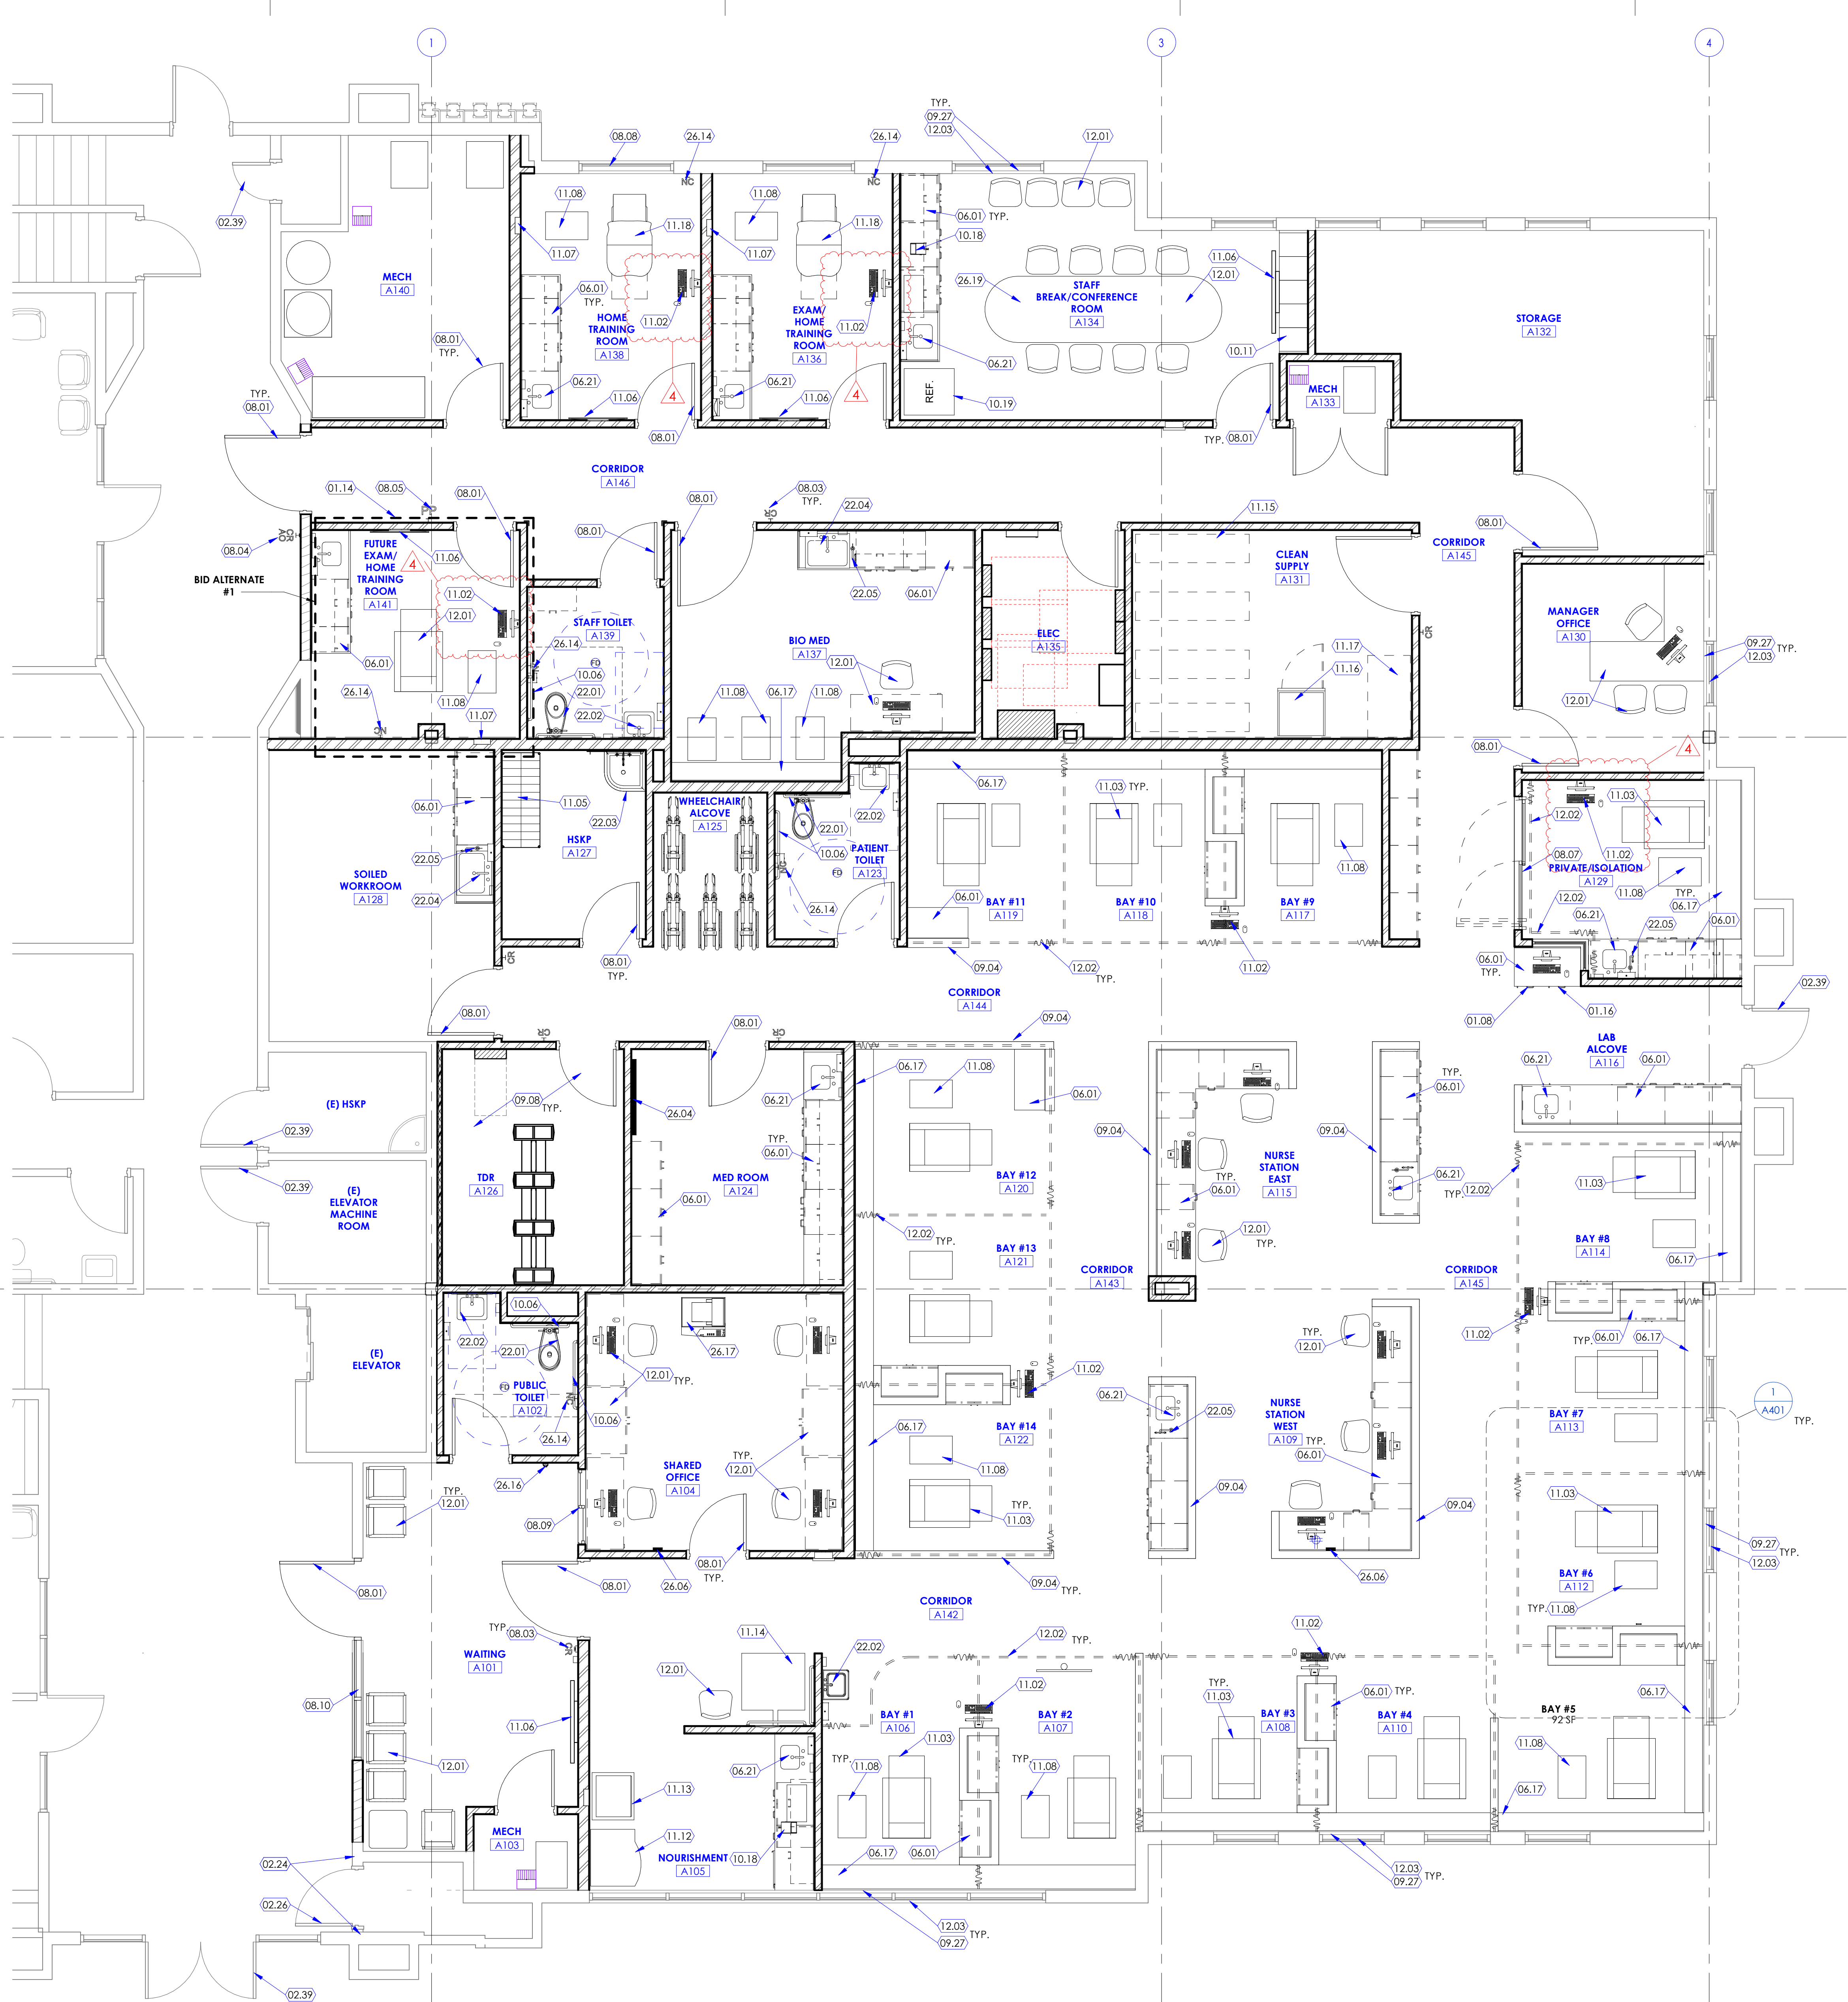 1
3
4
TYP.
09.27
12.03
08.08
26.14
26.14
12.01
02.39
11.08
11.08
11.18
11.18
06.01 TYP.
10.18
NC
NC
11.07
11.07
MECH
A140
06.01
TYP.
HOME
TRAINING
ROOM
A138
11.02
EXAM/
HOME
TRAINING
ROOM
A136
11.02
26.19
STAFF
BREAK/CONFERENCE
ROOM
A134
11.06
12.01
STORAGE
A132
08.01
TYP.
06.21
10.11
06.21
06.21
11.06
11.06
4
4
REF.
10.19
MECH
A133
TYP.
08.01
08.01
TYP. 08.01
CORRIDOR
A146
01.14
08.05
08.01
08.01
08.03
TYP.
22.04
11.15
08.01
CORRIDOR
A145
08.04
CR
FUTURE
EXAM/
HOME
TRAINING
ROOM
A141
11.06
4
08.01
CR
CLEAN
SUPPLY
A131
BID ALTERNATE
#1
11.02
12.01
22.05
06.01
STAFF TOILET
A139
26.14
BIO MED
A137
12.01
ELEC
A135
CR
MANAGER
OFFICE
A130
09.27
12.03
TYP.
11.17
11.16
06.01
FD
10.06
22.01
22.02
11.08
06.17
11.08
26.14
11.08
11.07
NC
12.01
08.01
4
06.01
11.05
22.03
WHEELCHAIR
ALCOVE
A125
22.01
22.02
10.06
06.17
11.03 TYP.
11.03
12.02
11.02
08.07
HSKP
A127
PATIENT
TOILET
A123
FD
11.08
PRIVATE/ISOLATION
A129
22.05
SOILED
WORKROOM
A128
22.04
26.14
06.01
BAY #11
A119
BAY #10
A118
BAY #9
A117
11.08
TYP.
06.17
12.02
06.21
22.05
06.01
08.01
TYP.
CR
09.04
12.02
TYP.
11.02
06.01
TYP.
CORRIDOR
A144
02.39
01.08
01.16
08.01
CR
08.01
CR
09.04
LAB
ALCOVE
A116
06.21
06.01
(E) HSKP
09.08
TYP.
26.04
06.21
06.17
11.08
06.01
TYP.
06.01
02.39
TYP.
06.01
09.04
09.04
NURSE
STATION
EAST
A115
02.39
TDR
A126
MED ROOM
A124
BAY #12
A120
TYP.
06.01
06.21
TYP.
12.02
11.03
(E)
ELEVATOR
MACHINE
ROOM
06.01
12.02
TYP.
12.01
TYP.
BAY #13
A121
BAY #8
A114
06.17
CORRIDOR
A143
CORRIDOR
A145
10.06
22.02
22.01
26.17
11.02
TYP. 06.01
06.17
(E)
ELEVATOR
TYP.
12.01
PUBLIC
TOILET
A102
FD
NC
12.01
TYP.
11.02
10.06
06.21
22.05
NURSE
STATION
WEST
A109
TYP.
06.01
1
A401
TYP.
26.14
06.17
BAY #14
A122
BAY #7
A113
SHARED
OFFICE
A104
TYP.
12.01
11.08
26.16
TYP.
12.01
09.04
11.03
09.04
08.09
TYP.
11.03
09.27
12.03
TYP.
08.01
TYP.
26.06
08.01
08.01
09.04
TYP.
26.06
BAY #6
A112
TYP. 11.08
CORRIDOR
A142
TYP.
08.03
CR
11.14
12.02
TYP.
11.02
WAITING
A101
12.01
22.02
11.02
TYP.
11.03
06.01 TYP.
06.17
08.10
11.06
BAY #1
A106
BAY #2
A107
BAY #3
A108
BAY #4
A110
BAY #5
92 SF
11.03
12.01
06.21
TYP.
11.08
TYP.
11.08
11.08
11.13
06.17
MECH
A103
11.12
NOURISHMENT
A105
10.18
06.17
06.01
02.24
12.03
09.27
TYP.
02.26
12.03
09.27
TYP.
02.39